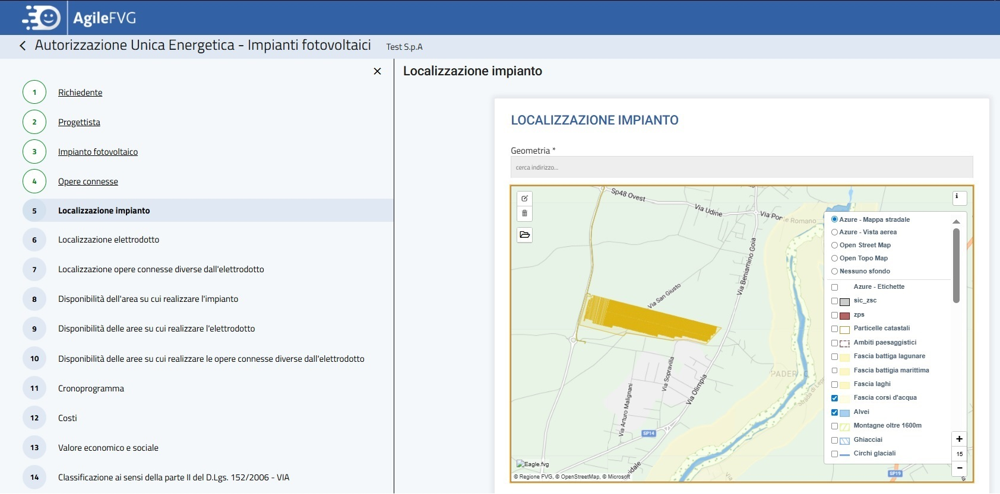 AgileFVG
Autorizzazione Unica Energetica - Impianti fotovoltaici Test S.p.A
1 Richiedente
2 Progettista
3 Impianto fotovoltaico
4 Opere connesse
5 Localizzazione impianto
6 Localizzazione elettrodotto
7 Localizzazione opere connesse diverse dall'elettrodotto
8 Disponibilità dell'area su cui realizzare l'impianto
9 Disponibilità delle aree su cui realizzare l'elettrodotto
10 Disponibilità delle aree su cui realizzare le opere connesse diverse dall'elettrodotto
11 Cronoprogramma
12 Costi
13 Valore economico e sociale
14 Classificazione ai sensi della parte II del D.Lgs. 152/2006 - VIA
Localizzazione impianto
LOCALIZZAZIONE IMPIANTO
Geometria *
cerca indirizzo...
Sp48 Ovest
Via Udine
Via Ponte Romano
Via Beniamino Goia
Via San Giusto
Via Sopravilla
Via Olimpia
Via Arturo Malignani
SP14
SP19
Azure - Mappa stradale
Azure - Vista aerea
Open Street Map
Open Topo Map
Nessuno sfondo
Azure - Etichette
sic_zsc
zps
Particelle catastali
Ambiti paesaggistici
Fascia battiga lagunare
Fascia battigia marittima
Fascia laghi
Fascia corsi d'acqua
Alvei
Montagne oltre 1600m
Ghiacciai
Circhi glaciali
+
15
−
Eagle.fvg
© Regione FVG, © OpenStreetMap, © Microsoft